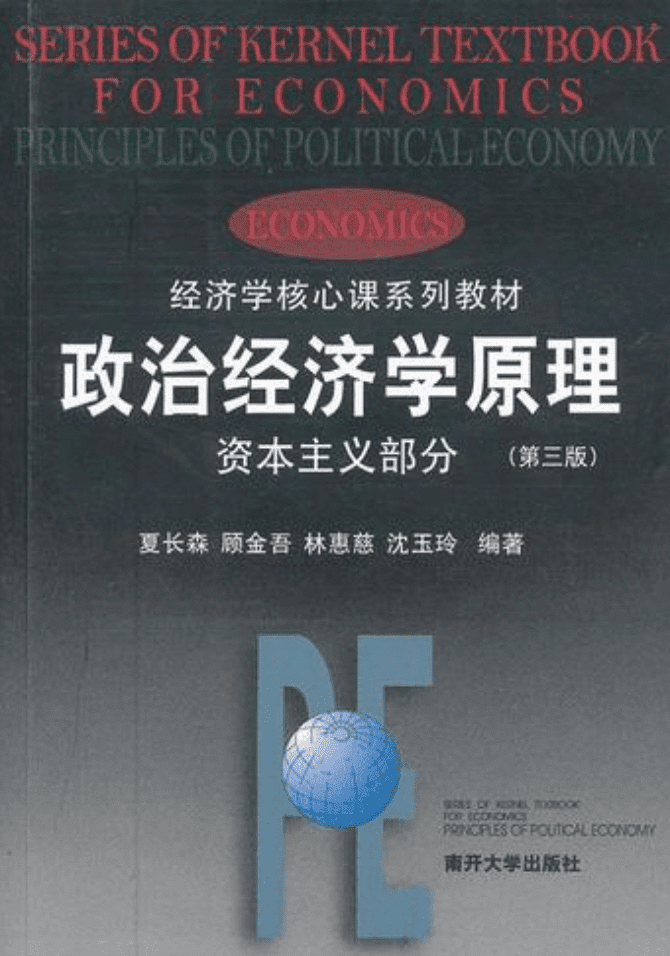 SERIES OF KERNEL TEXTBOOK
FOR ECONOMICS
PRINCIPLES OF POLITICAL ECONOMY
ECONOMICS
经济学核心课系列教材
政治经济学原理
资本主义部分 (第三版)
夏长森 顾金吾 林惠慈 沈玉玲 编著
PE
SERIES OF KERNEL TEXTBOOK
FOR ECONOMICS
PRINCIPLES OF POLITICAL ECONOMY
南开大学出版社